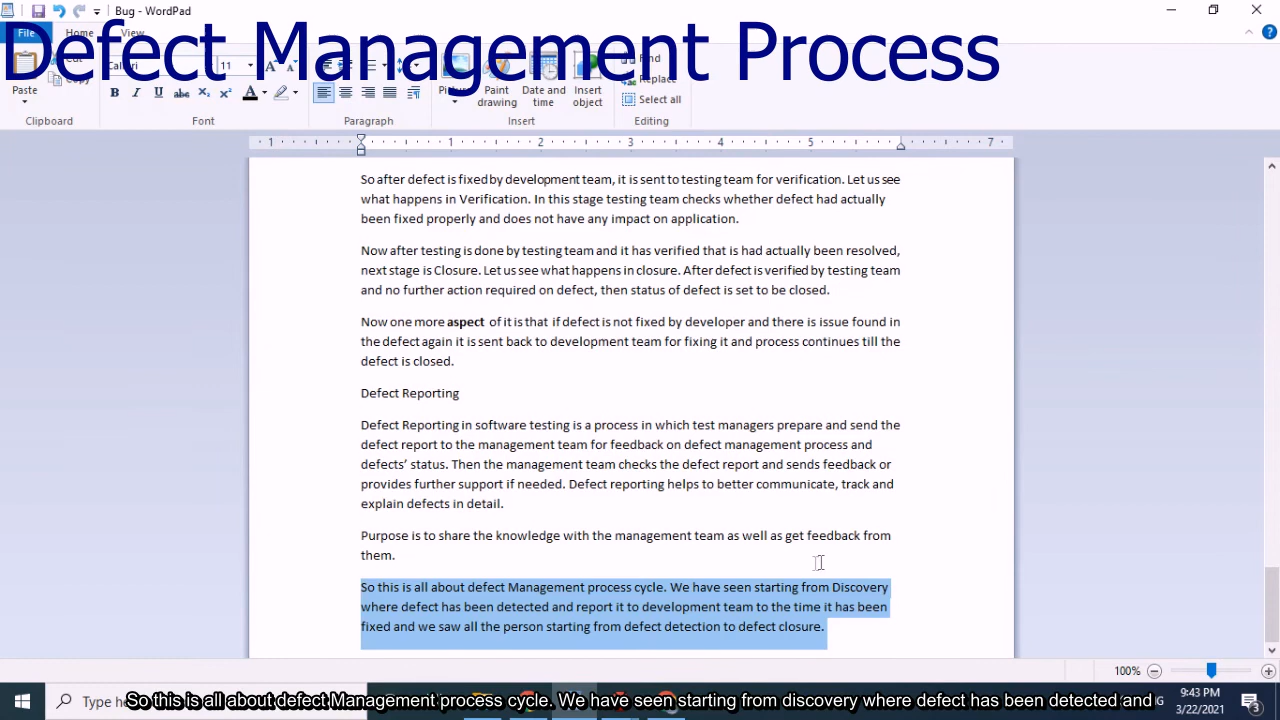 Bug - WordPad
Defect Management Process
File Home View
Cut
Copy
Paste
Calibri 11
Paint drawing
Date and time
Insert object
Find
Replace
Select all
Clipboard Font Paragraph Insert Editing
1 1 2 3 4 5 7
So after defect is fixed by development team, it is sent to testing team for verification. Let us see
what happens in Verification. In this stage testing team checks whether defect had actually
been fixed properly and does not have any impact on application.
Now after testing is done by testing team and it has verified that is had actually been resolved,
next stage is Closure. Let us see what happens in closure. After defect is verified by testing team
and no further action required on defect, then status of defect is set to be closed.
Now one more aspect of it is that if defect is not fixed by developer and there is issue found in
the defect again it is sent back to development team for fixing it and process continues till the
defect is closed.
Defect Reporting
Defect Reporting in software testing is a process in which test managers prepare and send the
defect report to the management team for feedback on defect management process and
defects’ status. Then the management team checks the defect report and sends feedback or
provides further support if needed. Defect reporting helps to better communicate, track and
explain defects in detail.
Purpose is to share the knowledge with the management team as well as get feedback from
them.
So this is all about defect Management process cycle. We have seen starting from Discovery
where defect has been detected and report it to development team to the time it has been
fixed and we saw all the person starting from defect detection to defect closure.
100%
Type he
So this is all about defect Management process cycle. We have seen starting from discovery where defect has been detected and
9:43 PM
3/22/2021
3